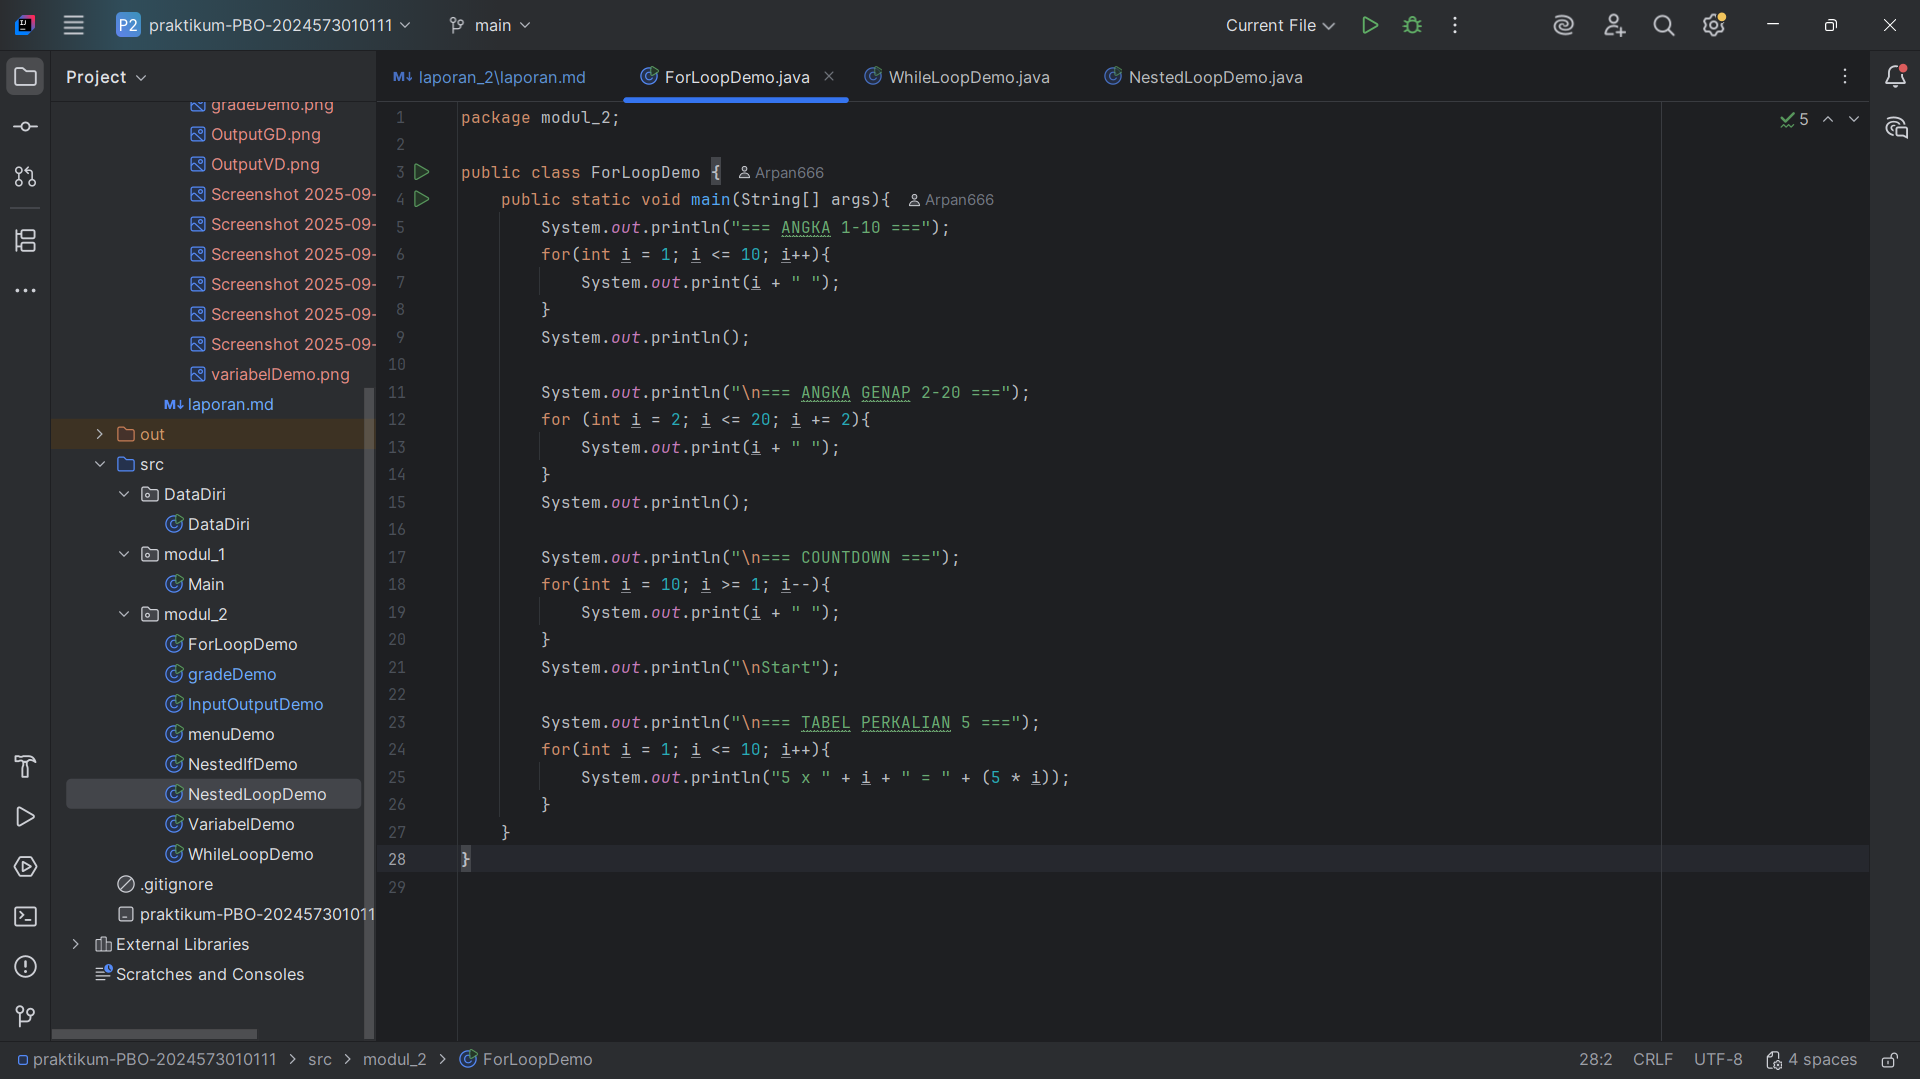 P2 praktikum-PBO-2024573010111 main Current File
Project
gradeDemo.png
OutputGD.png
OutputVD.png
Screenshot 2025-09-
Screenshot 2025-09-
Screenshot 2025-09-
Screenshot 2025-09-
Screenshot 2025-09-
Screenshot 2025-09-
variabelDemo.png
M↓ laporan.md
out
src
DataDiri
DataDiri
modul_1
Main
modul_2
ForLoopDemo
gradeDemo
InputOutputDemo
menuDemo
NestedIfDemo
NestedLoopDemo
VariabelDemo
WhileLoopDemo
.gitignore
praktikum-PBO-2024573010111
External Libraries
Scratches and Consoles
M↓ laporan_2\laporan.md ForLoopDemo.java WhileLoopDemo.java NestedLoopDemo.java
5
1 package modul_2;
2
3 public class ForLoopDemo { Arpan666
4 public static void main(String[] args){ Arpan666
5 System.out.println("=== ANGKA 1-10 ===");
6 for(int i = 1; i <= 10; i++){
7 System.out.print(i + " ");
8 }
9 System.out.println();
10
11 System.out.println("\n=== ANGKA GENAP 2-20 ===");
12 for (int i = 2; i <= 20; i += 2){
13 System.out.print(i + " ");
14 }
15 System.out.println();
16
17 System.out.println("\n=== COUNTDOWN ===");
18 for(int i = 10; i >= 1; i--){
19 System.out.print(i + " ");
20 }
21 System.out.println("\nStart");
22
23 System.out.println("\n=== TABEL PERKALIAN 5 ===");
24 for(int i = 1; i <= 10; i++){
25 System.out.println("5 x " + i + " = " + (5 * i));
26 }
27 }
28 }
29
praktikum-PBO-2024573010111 > src > modul_2 > ForLoopDemo 28:2 CRLF UTF-8 4 spaces